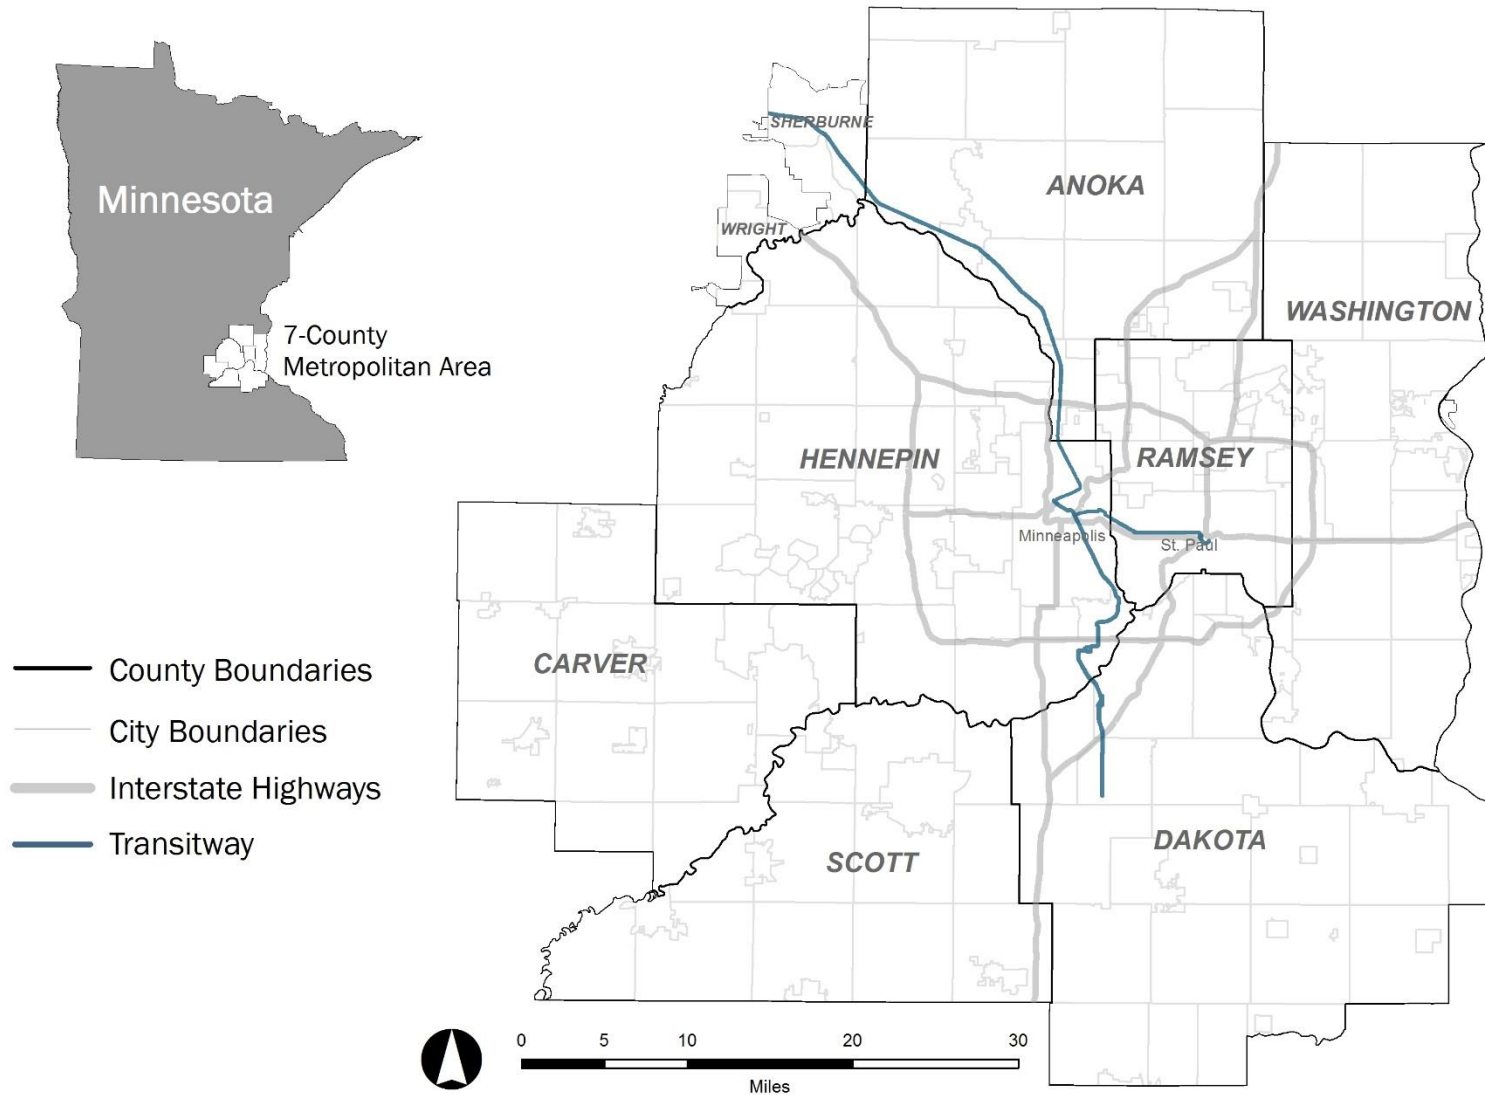 Minnesota
7-County
Metropolitan Area
SHERBURNE
ANOKA
WRIGHT
WASHINGTON
HENNEPIN
RAMSEY
Minneapolis
St. Paul
CARVER
SCOTT
DAKOTA
County Boundaries
City Boundaries
Interstate Highways
Transitway
0 5 10 20 30
Miles